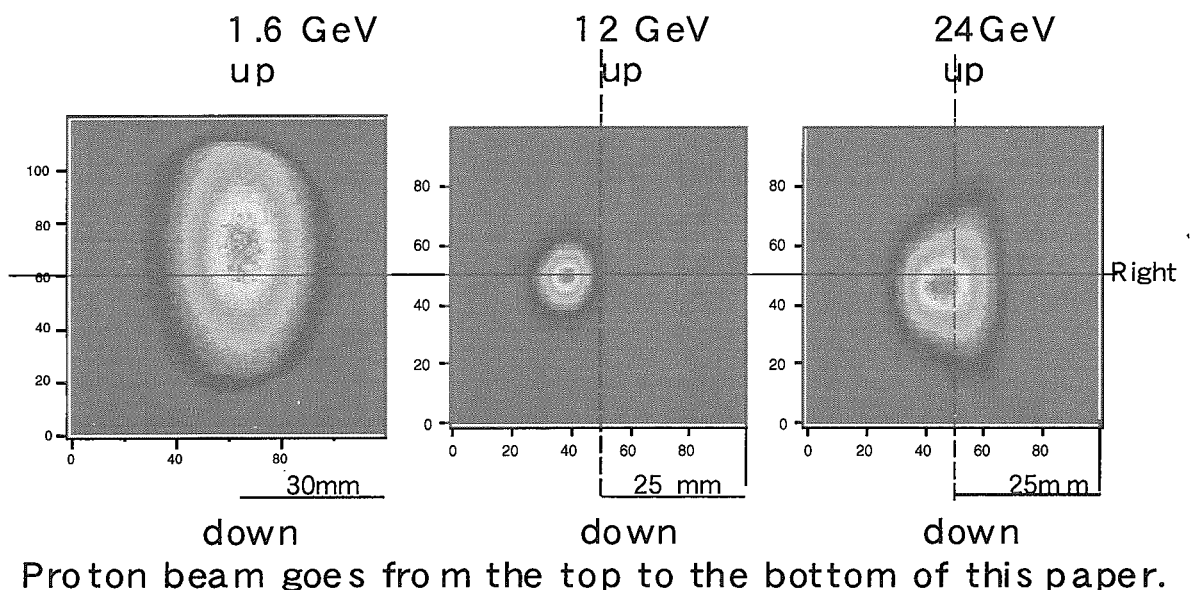 1.6 GeV 12 GeV 24GeV
up up up
100
80 80 80
60 60 60 Right
40 40 40
20 20 20
0 0 0
0 40 80 0 20 40 60 80 0 20 40 60 80
30mm 25 mm 25mm
down down down
Proton beam goes from the top to the bottom of this paper.